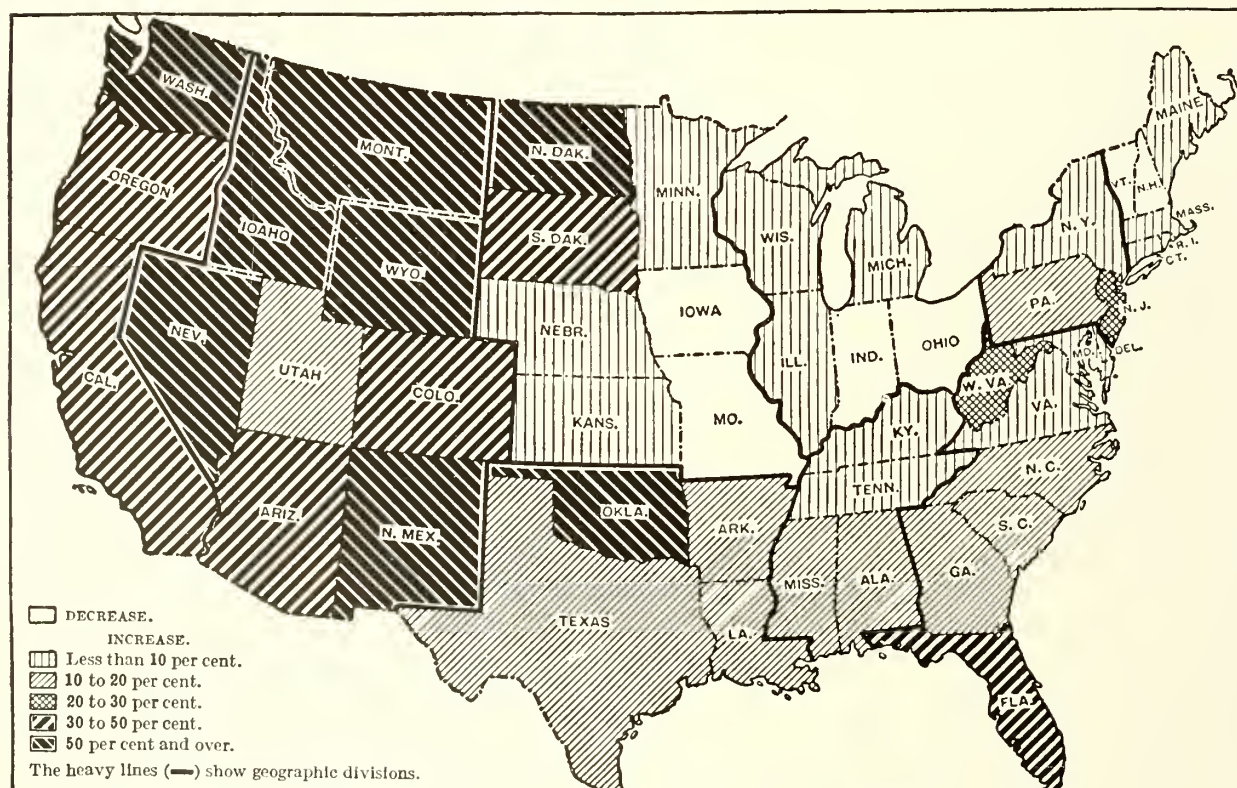 WASH.
MONT.
N. DAK.
MINN.
MAINE
OREGON
IDAHO
S. DAK.
WIS.
MICH.
N. Y.
VT.
N.H.
MASS.
R. I.
CT.
WYO.
NEV.
UTAH
COLO.
NEBR.
IOWA
ILL.
IND.
OHIO
PA.
N. J.
CAL.
KANS.
MO.
KY.
W. VA.
VA.
MD.
DEL.
ARIZ.
N. MEX.
OKLA.
ARK.
TENN.
N. C.
S. C.
TEXAS
LA.
MISS.
ALA.
GA.
FLA.
DECREASE.
INCREASE.
Less than 10 per cent.
10 to 20 per cent.
20 to 30 per cent.
30 to 50 per cent.
50 per cent and over.
The heavy lines (▬) show geographic divisions.